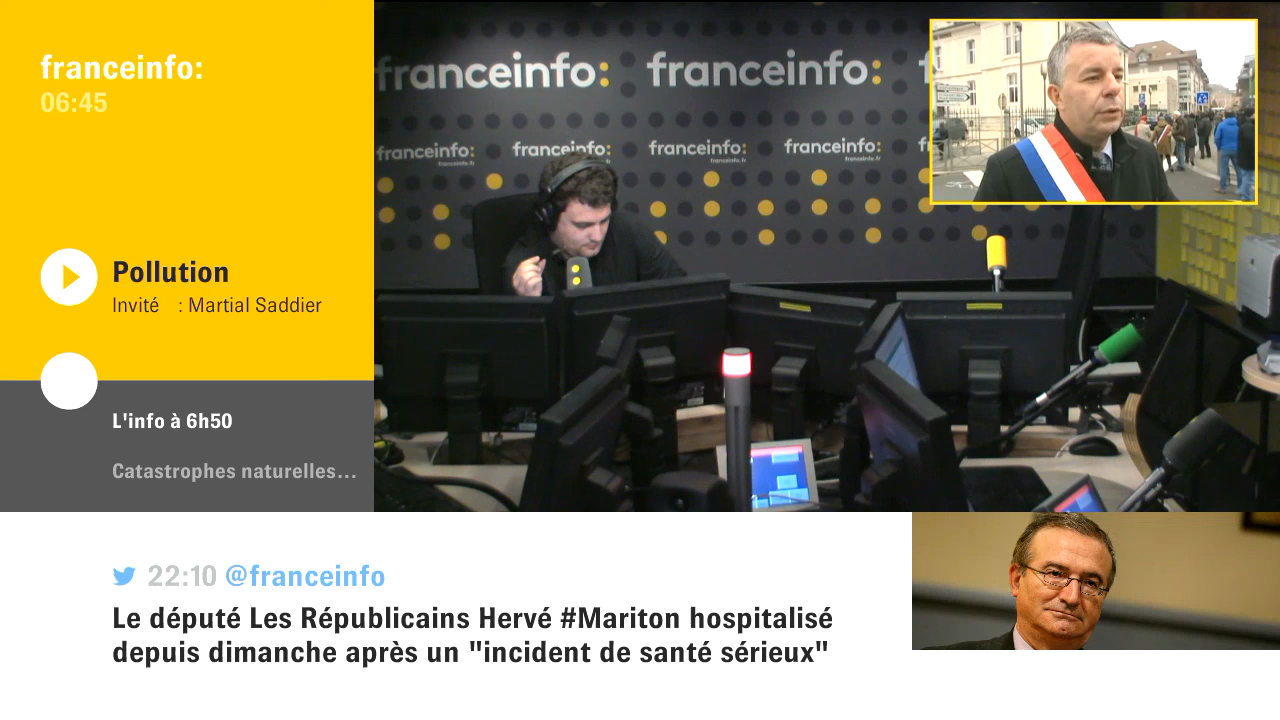 franceinfo:
06:45
Pollution
Invité : Martial Saddier
L'info à 6h50
Catastrophes naturelles...
franceinfo:
franceinfo:
franceinfo:
franceinfo:
franceinfo:
franceinfo:
22:10 @franceinfo
Le député Les Républicains Hervé #Mariton hospitalisé
depuis dimanche après un "incident de santé sérieux"